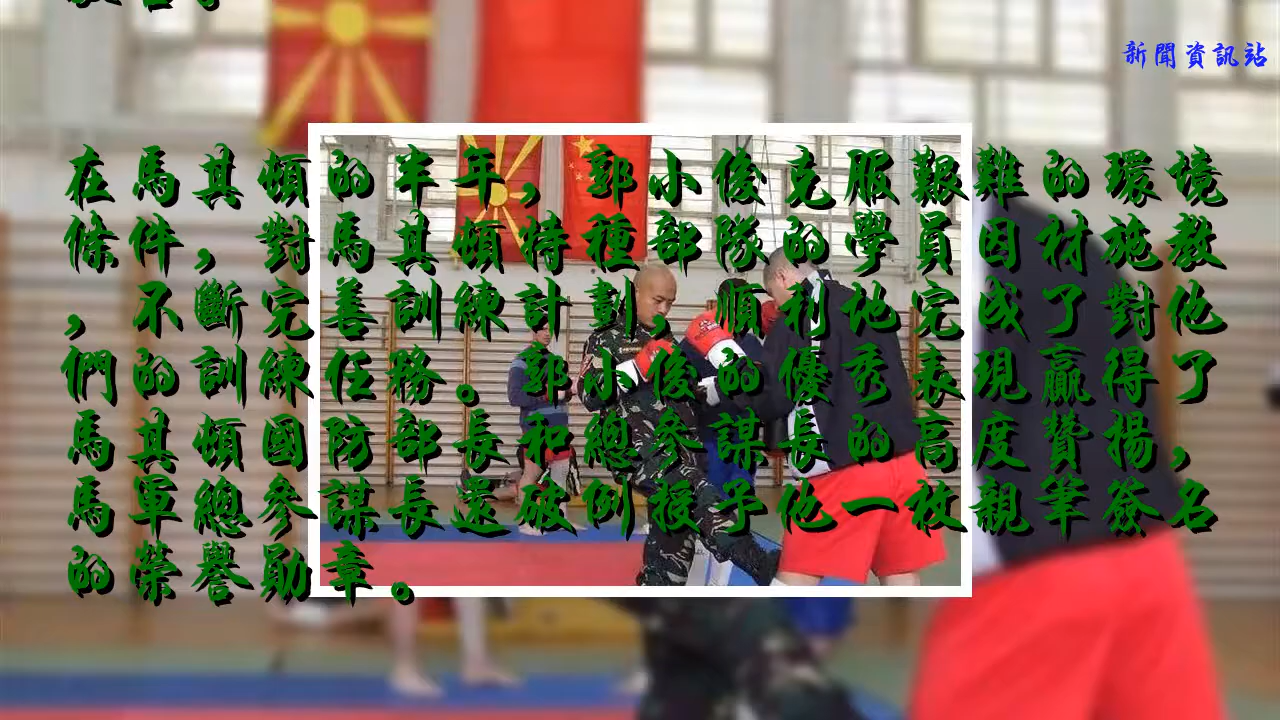 新聞資訊站
在馬其頓的半年，郭小俊克服艱難的環境
條件，對馬其頓特種部隊的學員因材施教
，不斷完善訓練計劃，順利地完成了對他
們的訓練任務。郭小俊的優秀表現贏得了
馬其頓國防部長和總參謀長的高度贊揚，
馬軍總參謀長還破例授予他一枚親筆簽名
的榮譽勛章。